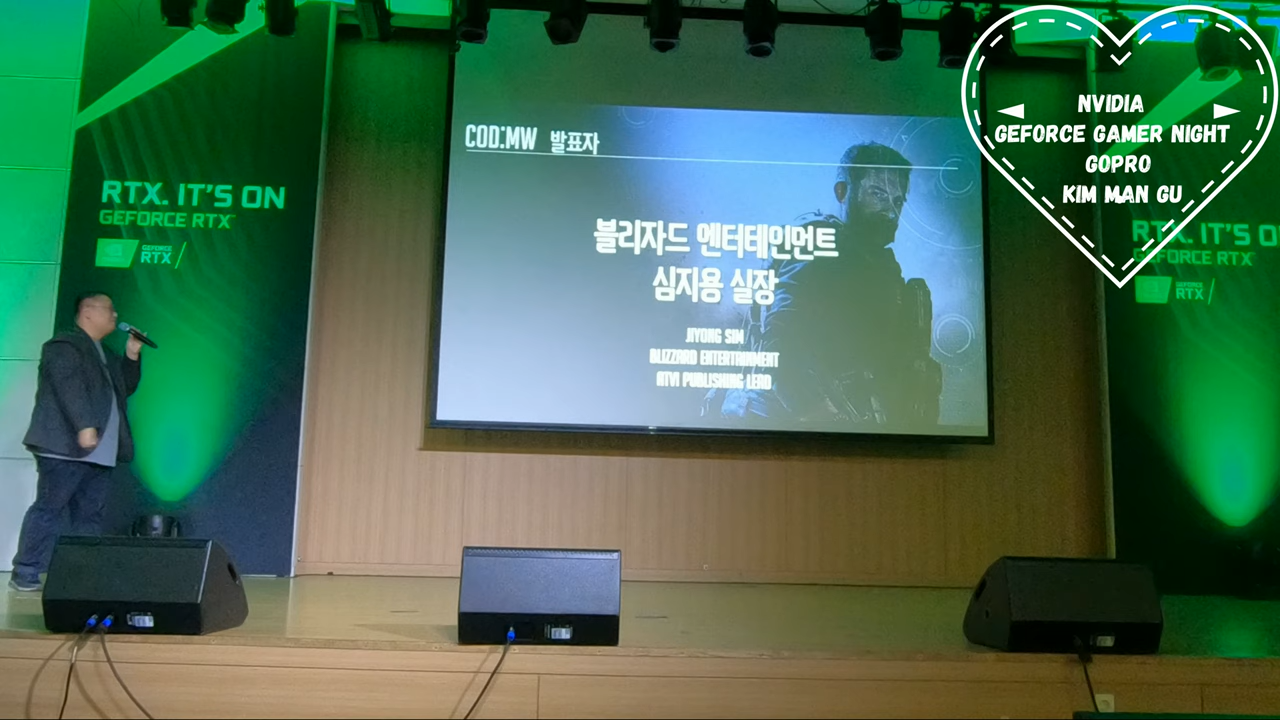 RTX. IT'S ON
GEFORCE RTX
GEFORCE
RTX
COD:MW 발표자
블리자드 엔터테인먼트
심지용 실장
JIYONG SIM
BLIZZARD ENTERTAINMENT
ATVI PUBLISHING LEAD
NVIDIA
GEFORCE GAMER NIGHT
GOPRO
KIM MAN GU
RTX. IT'S O
GEFORCE RTX
GEFORCE
RTX